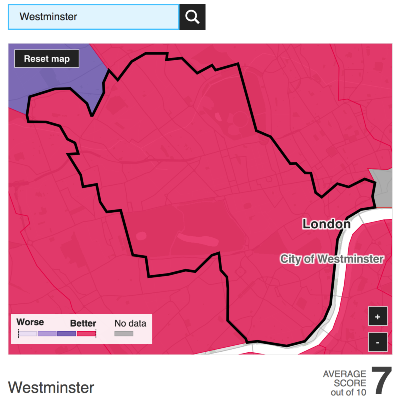 Westminster
Reset map
London
City of Westminster
Worse
Better
No data
+
-
Westminster
AVERAGE
SCORE
out of 10
7